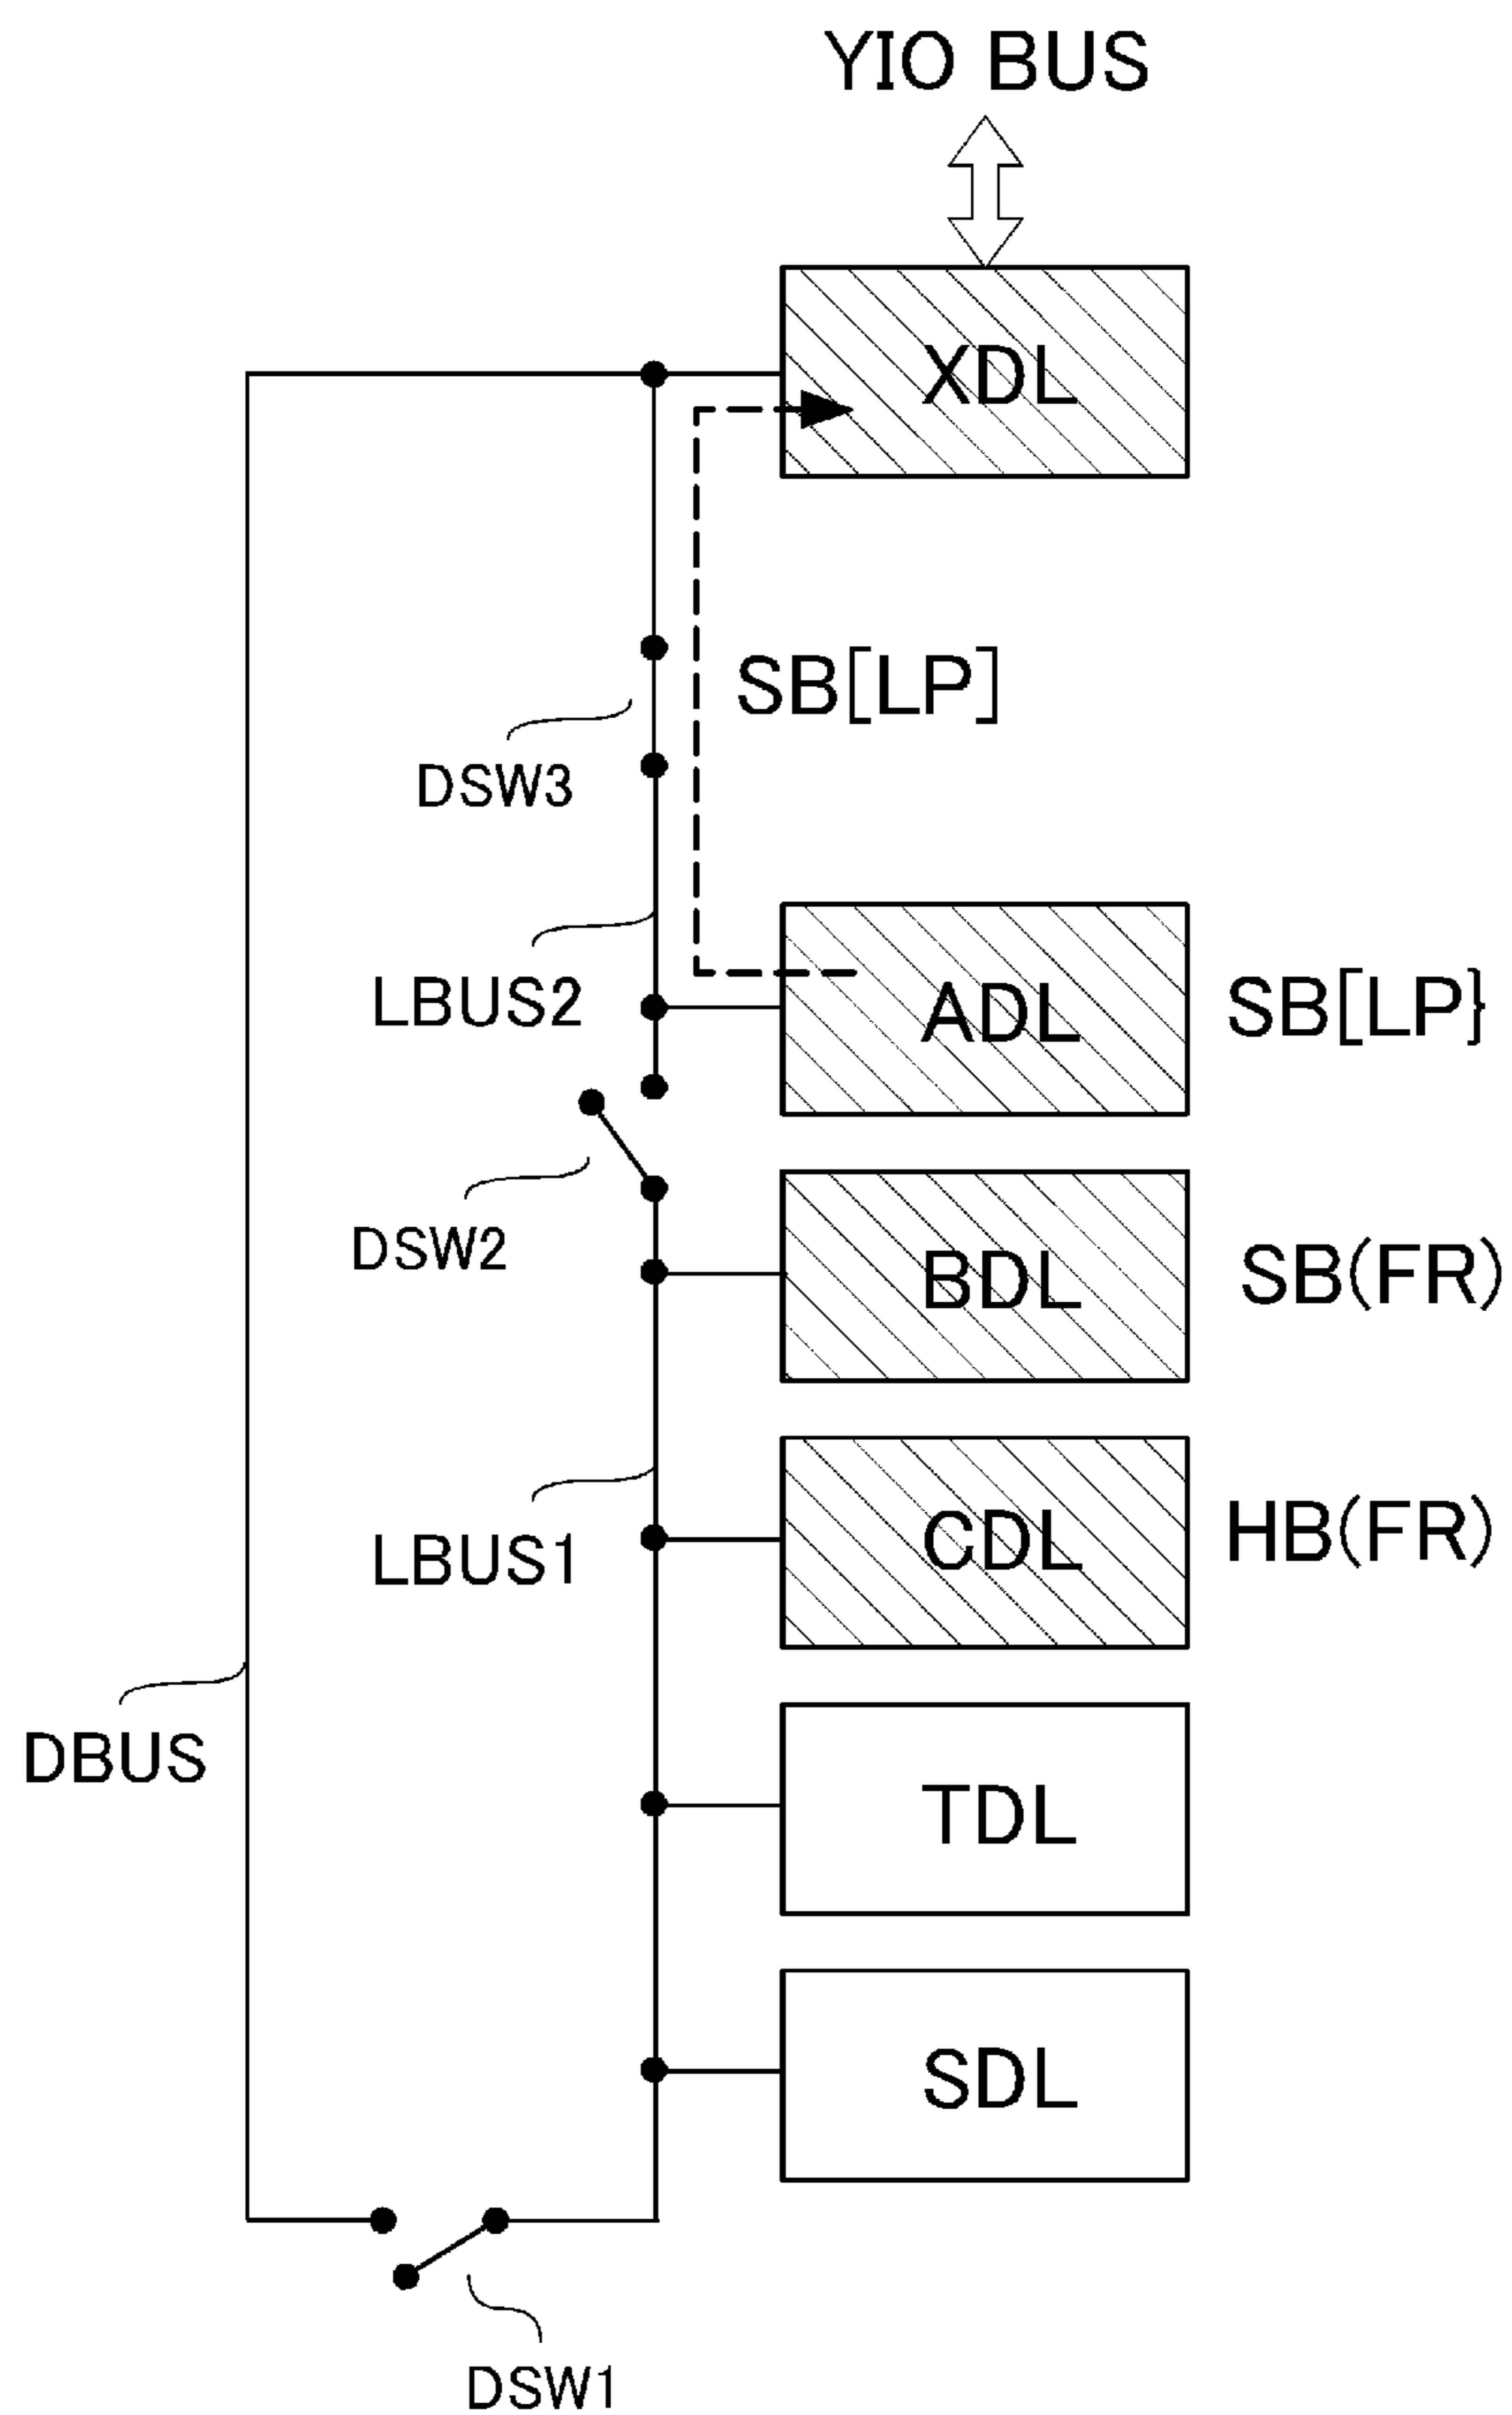 YIO BUS
XDL
SB[LP]
DSW3
LBUS2
ADL
SB[LP}
DSW2
BDL
SB(FR)
LBUS1
CDL
HB(FR)
DBUS
TDL
SDL
DSW1